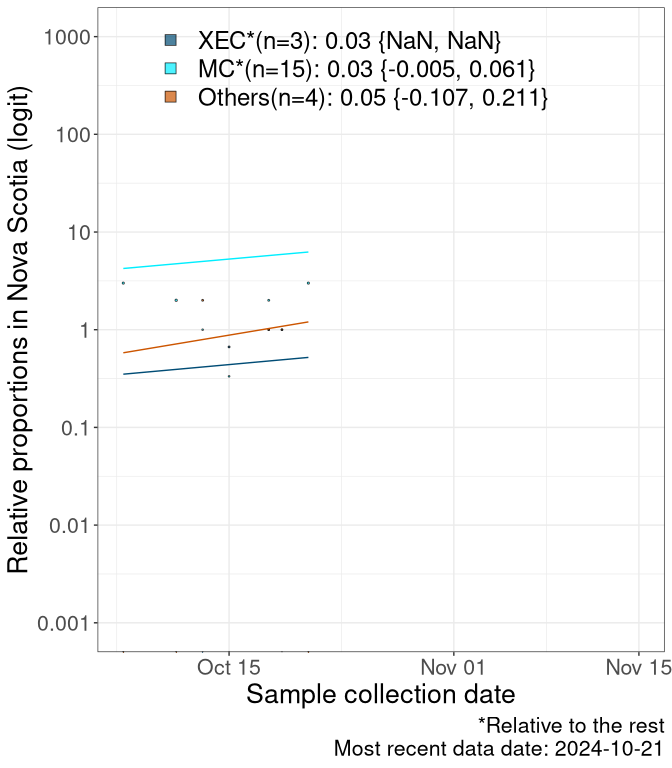 XEC*(n=3): 0.03 {NaN, NaN}
MC*(n=15): 0.03 {-0.005, 0.061}
Others(n=4): 0.05 {-0.107, 0.211}
Relative proportions in Nova Scotia (logit)
1000
100
10
1
0.1
0.01
0.001
Oct 15
Nov 01
Nov 15
Sample collection date
*Relative to the rest
Most recent data date: 2024-10-21